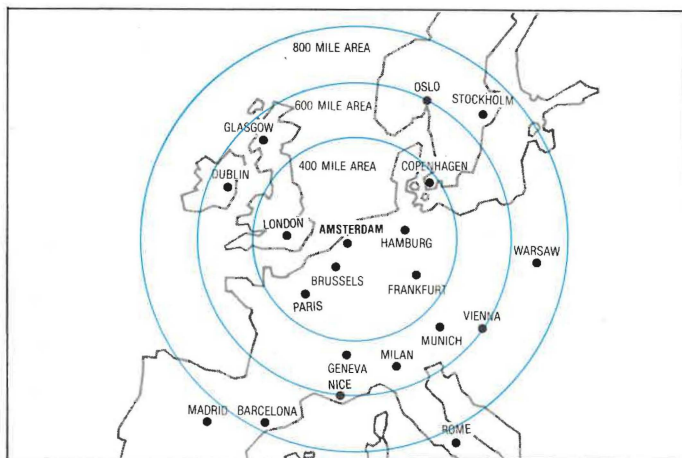 800 MILE AREA
OSLO
600 MILE AREA
STOCKHOLM
GLASGOW
400 MILE AREA
COPENHAGEN
DUBLIN
LONDON
AMSTERDAM
HAMBURG
WARSAW
BRUSSELS
FRANKFURT
PARIS
VIENNA
MUNICH
MILAN
GENEVA
NICE
MADRID
BARCELONA
ROME